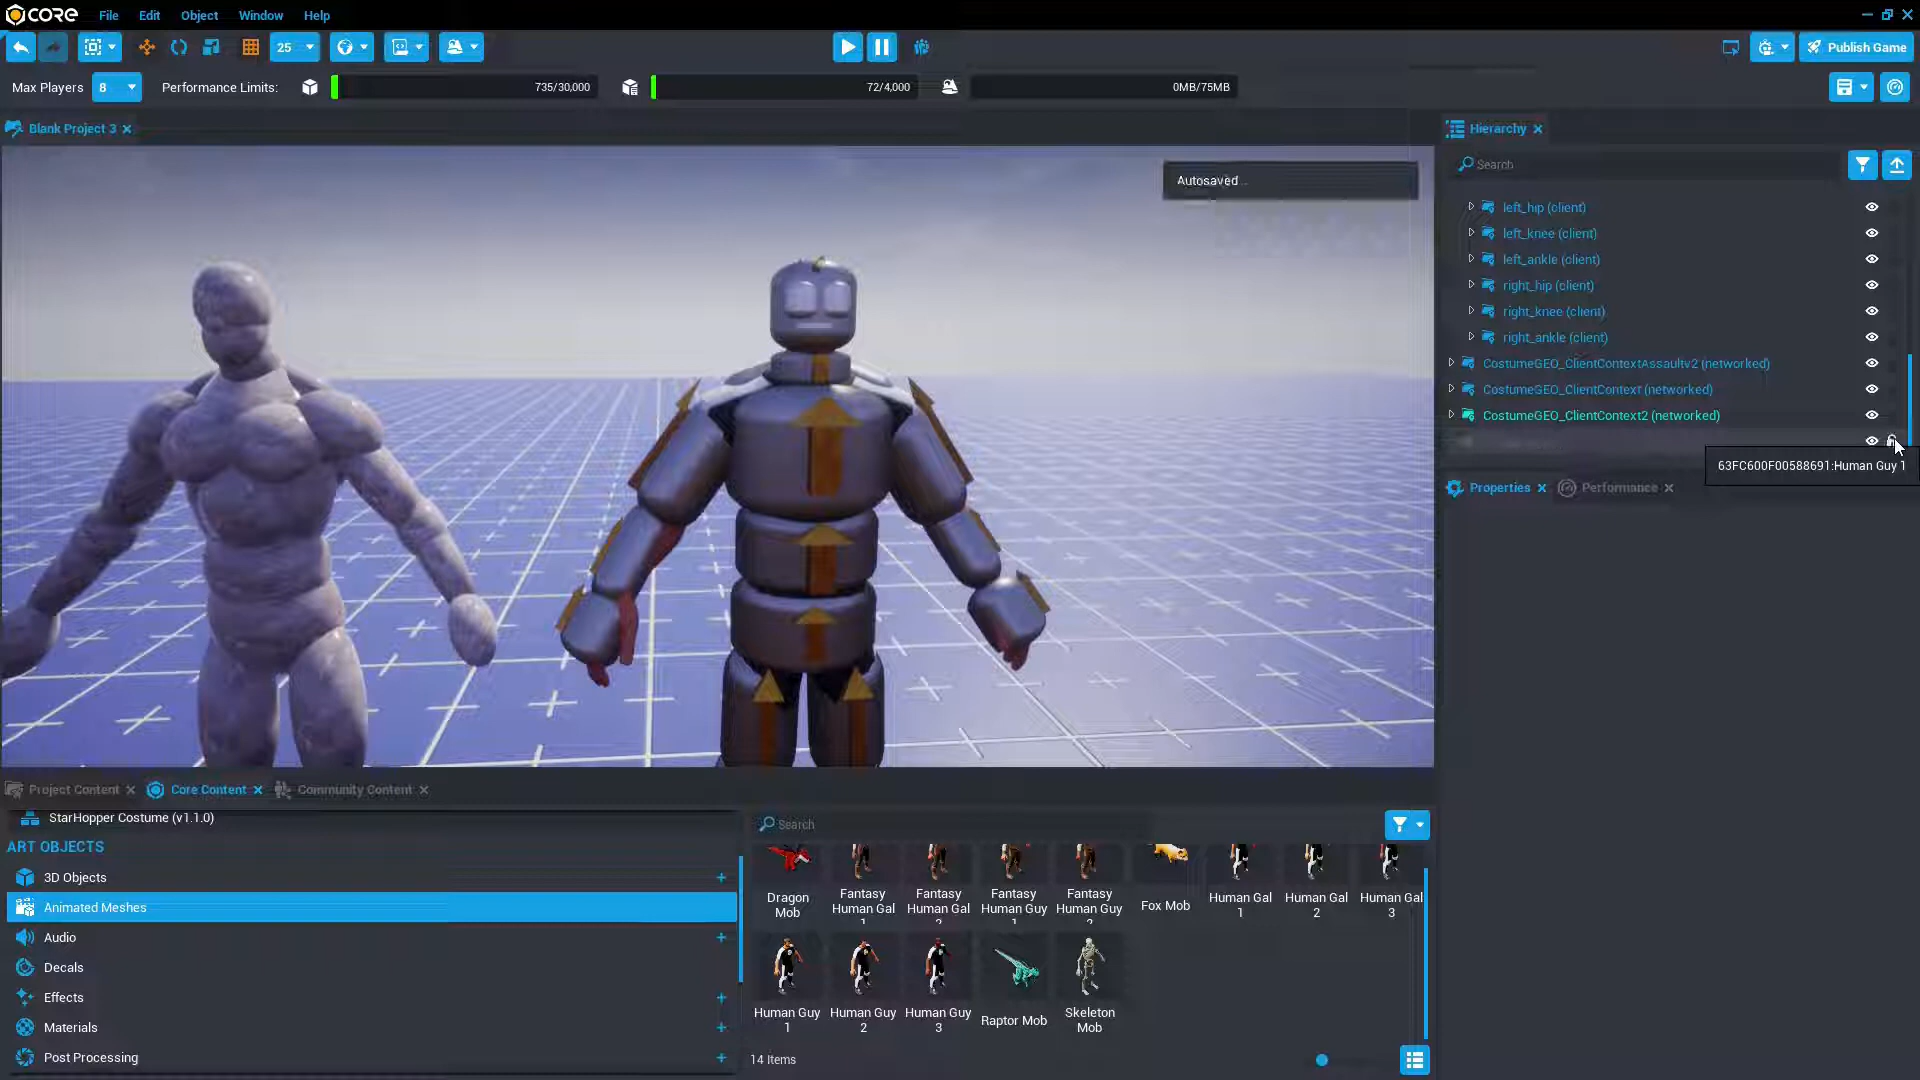 CORE
File Edit Object Window Help
25
Publish Game
Max Players 8 Performance Limits: 735/30,000 72/4,000 0MB/75MB
Blank Project 3
Autosaved
Hierarchy
Search
left_hip (client)
left_knee (client)
left_ankle (client)
right_hip (client)
right_knee (client)
right_ankle (client)
CostumeGEO_ClientContextAssaultv2 (networked)
CostumeGEO_ClientContext (networked)
CostumeGEO_ClientContext2 (networked)
63FC600F00588691:Human Guy 1
Properties Performance
Project Content Core Content Community Content
StarHopper Costume (v1.1.0)
ART OBJECTS
3D Objects
Animated Meshes
Audio
Decals
Effects
Materials
Post Processing
Search
Dragon Mob
Fantasy Human Gal 1
Fantasy Human Gal 2
Fantasy Human Guy 1
Fantasy Human Guy 2
Fox Mob
Human Gal 1
Human Gal 2
Human Gal 3
Human Guy 1
Human Guy 2
Human Guy 3
Raptor Mob
Skeleton Mob
14 Items